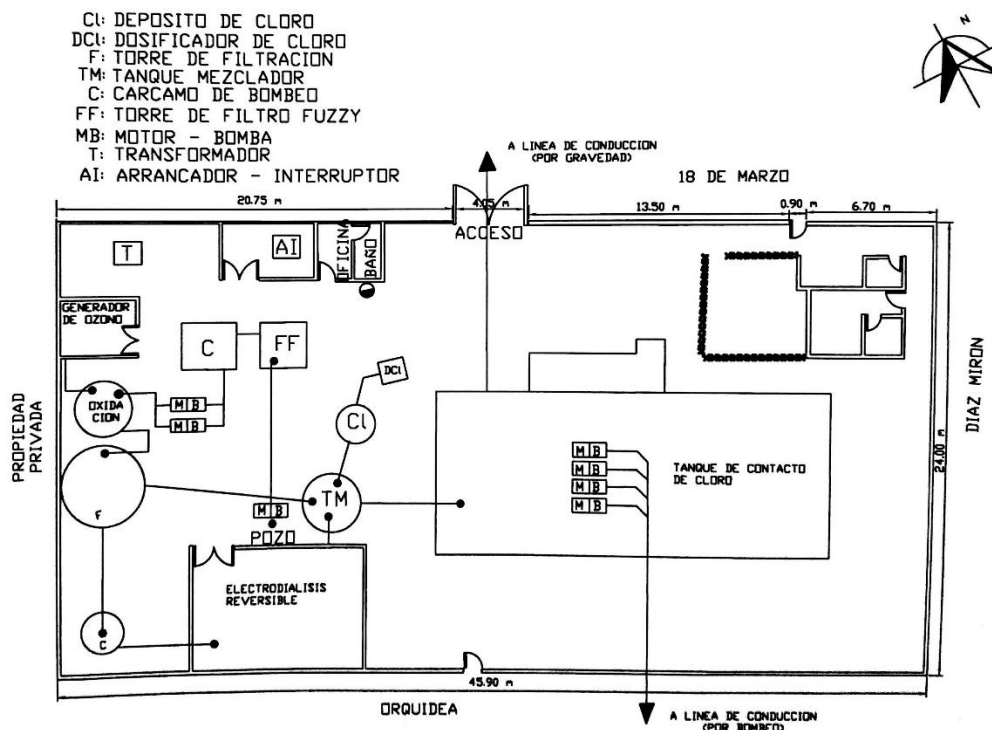 Cl: DEPOSITO DE CLORO
DCl: DOSIFICADOR DE CLORO
F: TORRE DE FILTRACION
TM: TANQUE MEZCLADOR
C: CARCAMO DE BOMBEO
FF: TORRE DE FILTRO FUZZY
MB: MOTOR - BOMBA
T: TRANSFORMADOR
AI: ARRANCADOR - INTERRUPTOR
N
A LINEA DE CONDUCCION
(POR GRAVEDAD)
18 DE MARZO
20.75 m
4.05 m
13.50 m
0.90 m
6.70 m
ACCESO
T
AI
OFICINA
BAÑO
GENERADOR
DE OZONO
C
FF
DCl
Cl
OXIDA
CION
M B
M B
PROPIEDAD
PRIVADA
DIAZ MIRON
24.00 m
F
TM
M B
POZO
M B
M B
M B
M B
TANQUE DE CONTACTO
DE CLORO
ELECTRODIALISIS
REVERSIBLE
C
45.90 m
ORQUIDEA
A LINEA DE CONDUCCION
(POR BOMBEO)